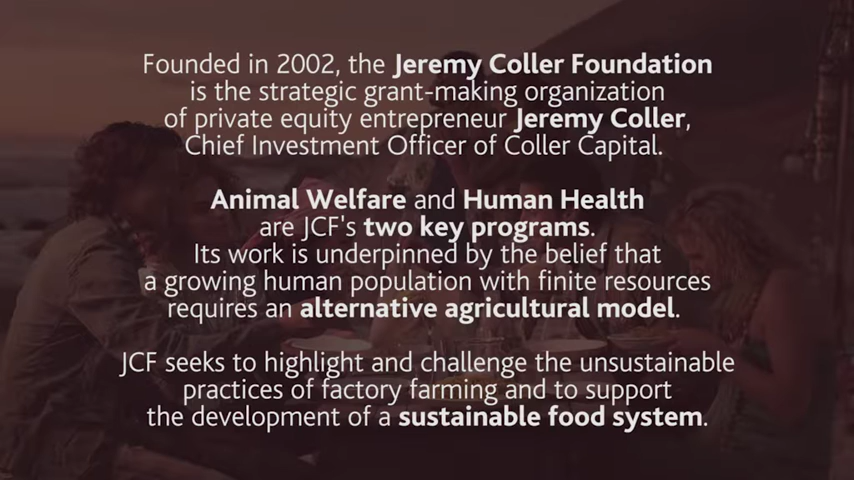 Founded in 2002, the Jeremy Coller Foundation
is the strategic grant-making organization
of private equity entrepreneur Jeremy Coller,
Chief Investment Officer of Coller Capital.
Animal Welfare and Human Health
are JCF's two key programs.
Its work is underpinned by the belief that
a growing human population with finite resources
requires an alternative agricultural model.
JCF seeks to highlight and challenge the unsustainable
practices of factory farming and to support
the development of a sustainable food system.